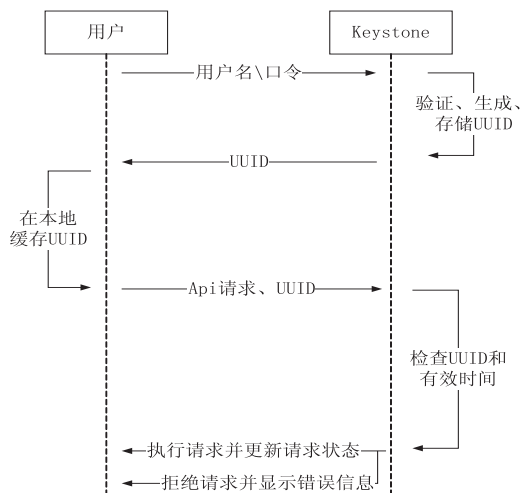 用户
Keystone
用户名\口令
验证、生成、
存储UUID
UUID
在本地
缓存UUID
Api请求、UUID
检查UUID和
有效时间
执行请求并更新请求状态
拒绝请求并显示错误信息